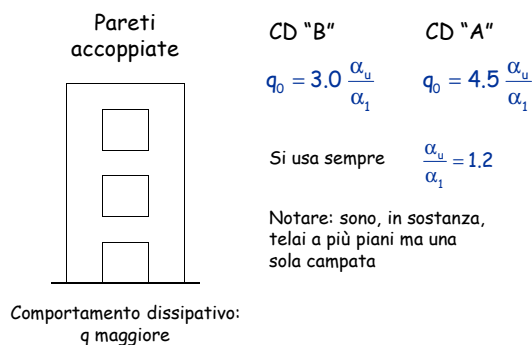 Pareti
accoppiate
CD "B"
CD "A"
q₀ = 3.0 αᵤ/α₁
q₀ = 4.5 αᵤ/α₁
Si usa sempre αᵤ/α₁ = 1.2
Notare: sono, in sostanza,
telai a più piani ma una
sola campata
Comportamento dissipativo:
q maggiore